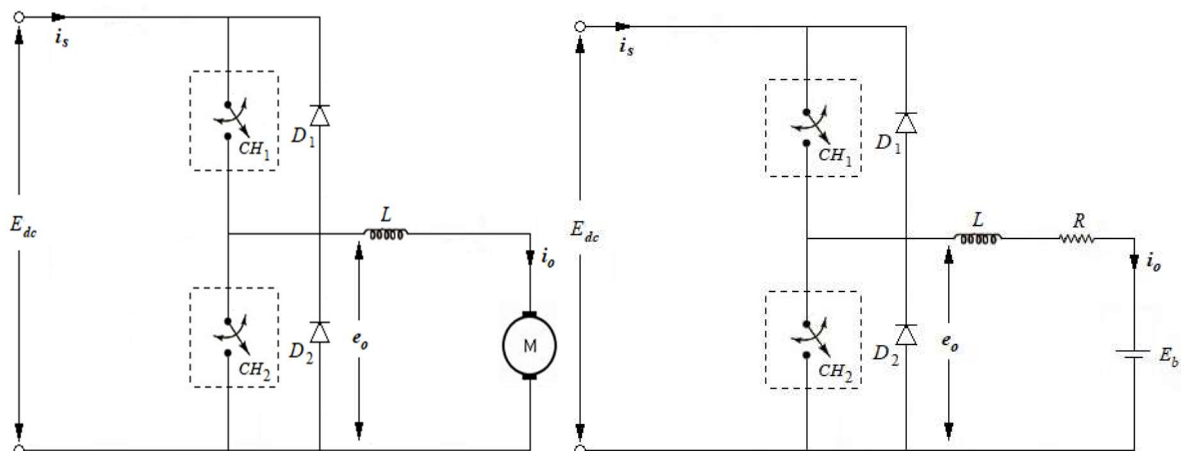 i_s
CH_1
D_1
E_dc
L
i_o
e_o
CH_2
D_2
M
i_s
CH_1
D_1
E_dc
L
R
i_o
e_o
CH_2
D_2
E_b